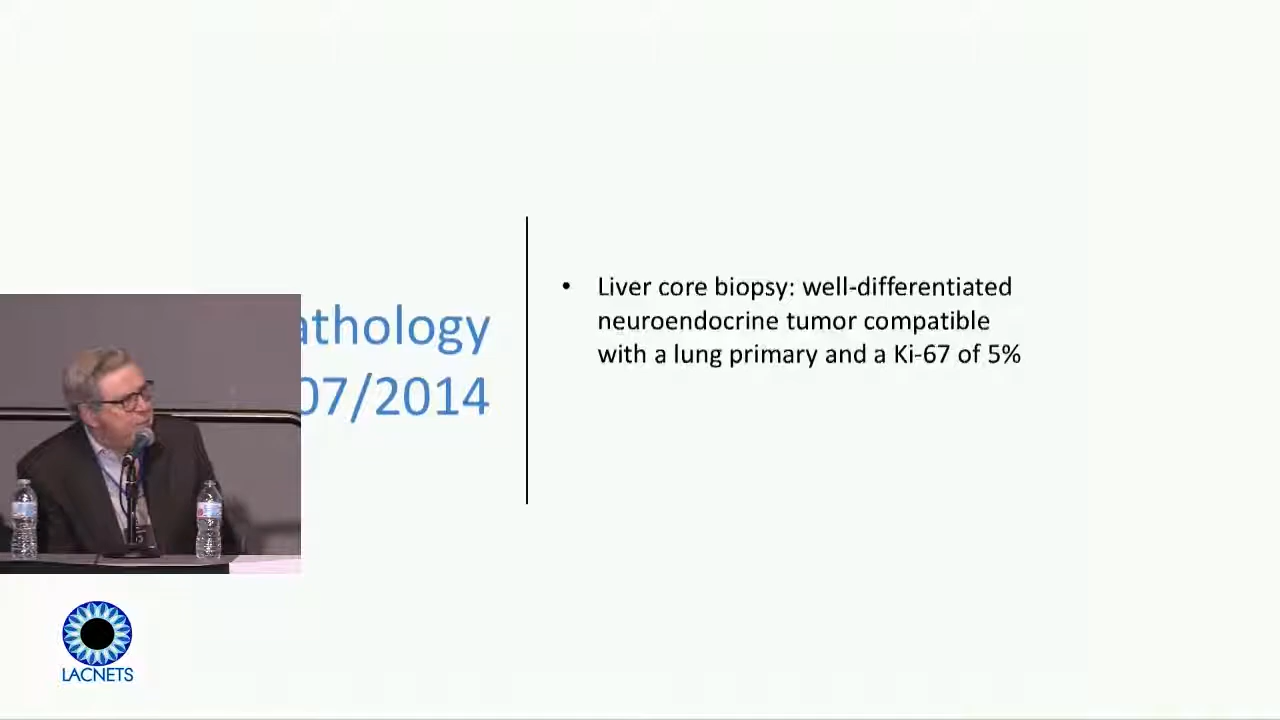 athology
07/2014
• Liver core biopsy: well-differentiated
neuroendocrine tumor compatible
with a lung primary and a Ki-67 of 5%
LACNETS